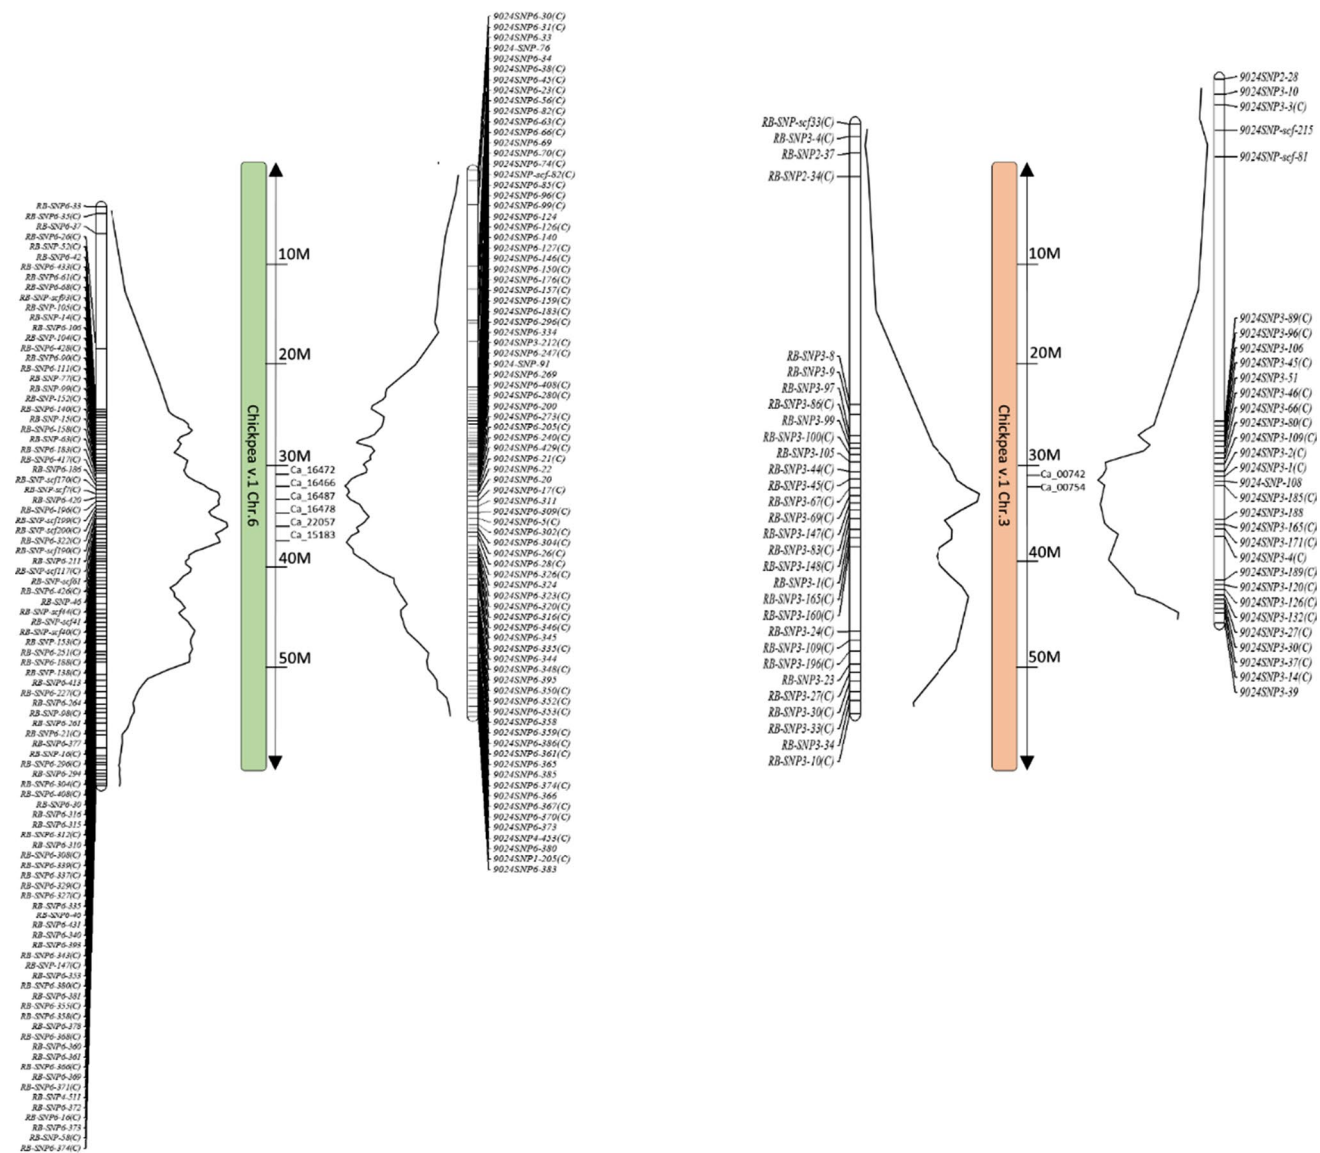 RB-SNP6-33
RB-SNP6-35(C)
RB-SNP6-37
RB-SNP6-26(C)
RB-SNP-52(C)
RB-SNP6-42
RB-SNP6-433(C)
RB-SNP6-61(C)
RB-SNP6-68(C)
RB-SNP-scf93(C)
RB-SNP-105(C)
RB-SNP-14(C)
RB-SNP6-106
RB-SNP-104(C)
RB-SNP6-428(C)
RB-SNP6-90(C)
RB-SNP6-111(C)
RB-SNP-77(C)
RB-SNP-99(C)
RB-SNP-152(C)
RB-SNP6-140(C)
RB-SNP-15(C)
RB-SNP6-158(C)
RB-SNP-63(C)
RB-SNP6-183(C)
RB-SNP6-417(C)
RB-SNP6-186
RB-SNP-scf170(C)
RB-SNP-scf7(C)
RB-SNP6-420
RB-SNP6-196(C)
RB-SNP-scf199(C)
RB-SNP-scf200(C)
RB-SNP6-322(C)
RB-SNP-scf190(C)
RB-SNP6-211
RB-SNP-scf117(C)
RB-SNP-scf81
RB-SNP6-426(C)
RB-SNP-46
RB-SNP-scf44(C)
RB-SNP-scf41
RB-SNP-scf40(C)
RB-SNP-153(C)
RB-SNP6-251(C)
RB-SNP6-188(C)
RB-SNP-138(C)
RB-SNP6-413
RB-SNP6-227(C)
RB-SNP6-264
RB-SNP-98(C)
RB-SNP6-261
RB-SNP6-21(C)
RB-SNP6-377
RB-SNP-16(C)
RB-SNP6-296(C)
RB-SNP6-294
RB-SNP6-304(C)
RB-SNP6-408(C)
RB-SNP6-30
RB-SNP6-316
RB-SNP6-315
RB-SNP6-312(C)
RB-SNP6-310
RB-SNP6-308(C)
RB-SNP6-339(C)
RB-SNP6-337(C)
RB-SNP6-329(C)
RB-SNP6-327(C)
RB-SNP6-335
RB-SNP6-40
RB-SNP6-431
RB-SNP6-340
RB-SNP6-393
RB-SNP6-343(C)
RB-SNP-147(C)
RB-SNP6-353
RB-SNP6-380(C)
RB-SNP6-381
RB-SNP6-355(C)
RB-SNP6-358(C)
RB-SNP6-378
RB-SNP6-368(C)
RB-SNP6-360
RB-SNP6-361
RB-SNP6-366(C)
RB-SNP6-369
RB-SNP6-371(C)
RB-SNP4-511
RB-SNP6-372
RB-SNP6-16(C)
RB-SNP6-373
RB-SNP-58(C)
RB-SNP6-374(C)
Chickpea v.1 Chr.6
10M
20M
30M
Ca_16472
Ca_16466
Ca_16487
Ca_16478
Ca_22057
Ca_15183
40M
50M
9024SNP6-30(C)
9024SNP6-31(C)
9024SNP6-33
9024-SNP-76
9024SNP6-34
9024SNP6-38(C)
9024SNP6-45(C)
9024SNP6-23(C)
9024SNP6-56(C)
9024SNP6-82(C)
9024SNP6-63(C)
9024SNP6-66(C)
9024SNP6-69
9024SNP6-70(C)
9024SNP6-74(C)
9024SNP-scf-82(C)
9024SNP6-85(C)
9024SNP6-96(C)
9024SNP6-99(C)
9024SNP6-124
9024SNP6-126(C)
9024SNP6-140
9024SNP6-127(C)
9024SNP6-146(C)
9024SNP6-150(C)
9024SNP6-176(C)
9024SNP6-157(C)
9024SNP6-159(C)
9024SNP6-183(C)
9024SNP6-296(C)
9024SNP6-334
9024SNP3-212(C)
9024SNP6-247(C)
9024-SNP-91
9024SNP6-269
9024SNP6-408(C)
9024SNP6-280(C)
9024SNP6-200
9024SNP6-273(C)
9024SNP6-205(C)
9024SNP6-240(C)
9024SNP6-429(C)
9024SNP6-21(C)
9024SNP6-22
9024SNP6-20
9024SNP6-17(C)
9024SNP6-311
9024SNP6-309(C)
9024SNP6-5(C)
9024SNP6-302(C)
9024SNP6-304(C)
9024SNP6-26(C)
9024SNP6-28(C)
9024SNP6-326(C)
9024SNP6-324
9024SNP6-323(C)
9024SNP6-320(C)
9024SNP6-316(C)
9024SNP6-346(C)
9024SNP6-345
9024SNP6-335(C)
9024SNP6-344
9024SNP6-348(C)
9024SNP6-395
9024SNP6-350(C)
9024SNP6-352(C)
9024SNP6-353(C)
9024SNP6-358
9024SNP6-359(C)
9024SNP6-386(C)
9024SNP6-361(C)
9024SNP6-365
9024SNP6-385
9024SNP6-374(C)
9024SNP6-366
9024SNP6-367(C)
9024SNP6-370(C)
9024SNP6-373
9024SNP4-453(C)
9024SNP6-380
9024SNP1-205(C)
9024SNP6-383
RB-SNP-scf33(C)
RB-SNP3-4(C)
RB-SNP2-37
RB-SNP2-34(C)
RB-SNP3-8
RB-SNP3-9
RB-SNP3-97
RB-SNP3-86(C)
RB-SNP3-99
RB-SNP3-100(C)
RB-SNP3-105
RB-SNP3-44(C)
RB-SNP3-45(C)
RB-SNP3-67(C)
RB-SNP3-69(C)
RB-SNP3-147(C)
RB-SNP3-83(C)
RB-SNP3-148(C)
RB-SNP3-1(C)
RB-SNP3-165(C)
RB-SNP3-160(C)
RB-SNP3-24(C)
RB-SNP3-109(C)
RB-SNP3-196(C)
RB-SNP3-23
RB-SNP3-27(C)
RB-SNP3-30(C)
RB-SNP3-33(C)
RB-SNP3-34
RB-SNP3-10(C)
Chickpea v.1 Chr.3
10M
20M
30M
Ca_00742
Ca_00754
40M
50M
9024SNP2-28
9024SNP3-10
9024SNP3-3(C)
9024SNP-scf-215
9024SNP-scf-81
9024SNP3-89(C)
9024SNP3-96(C)
9024SNP3-106
9024SNP3-45(C)
9024SNP3-51
9024SNP3-46(C)
9024SNP3-66(C)
9024SNP3-80(C)
9024SNP3-109(C)
9024SNP3-2(C)
9024SNP3-1(C)
9024-SNP-108
9024SNP3-185(C)
9024SNP3-188
9024SNP3-165(C)
9024SNP3-171(C)
9024SNP3-4(C)
9024SNP3-189(C)
9024SNP3-120(C)
9024SNP3-126(C)
9024SNP3-132(C)
9024SNP3-27(C)
9024SNP3-30(C)
9024SNP3-37(C)
9024SNP3-14(C)
9024SNP3-39